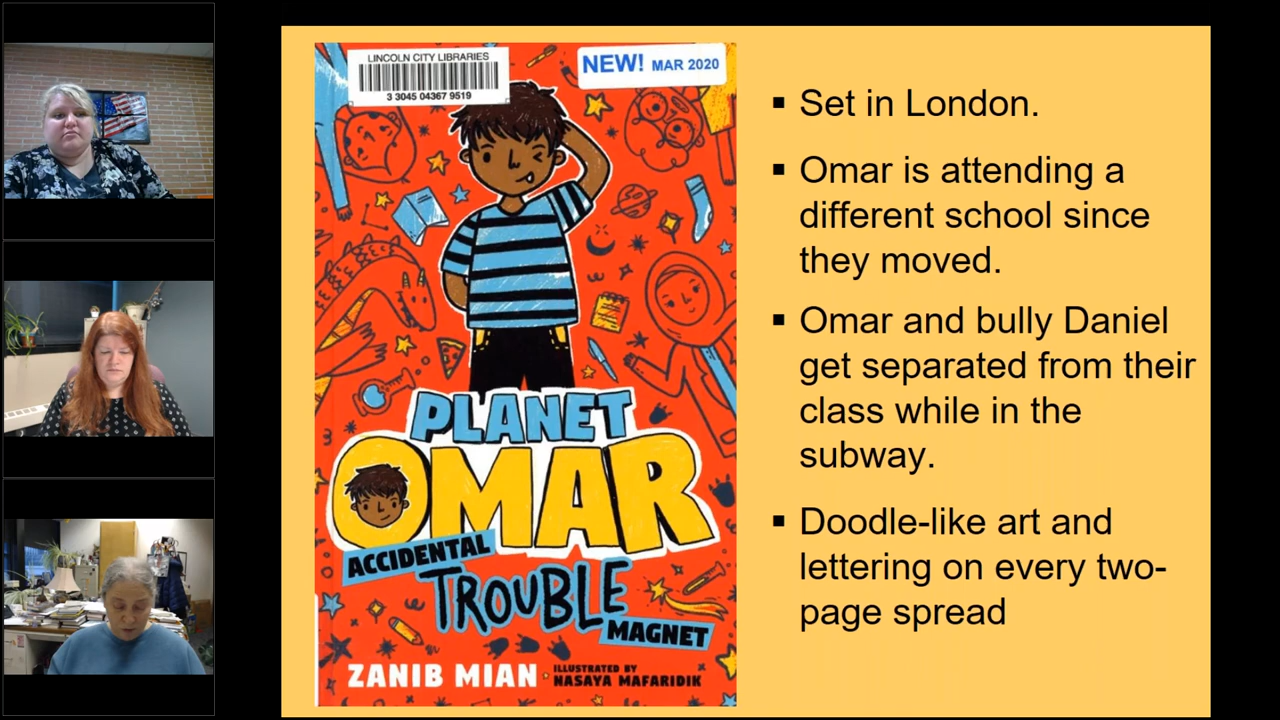 LINCOLN CITY LIBRARIES
3 3045 04367 9519
NEW! MAR 2020
PLANET
OMAR
ACCIDENTAL
TROUBLE
MAGNET
ZANIB MIAN
ILLUSTRATED BY
NASAYA MAFARIDIK
▪ Set in London.
▪ Omar is attending a
different school since
they moved.
▪ Omar and bully Daniel
get separated from their
class while in the
subway.
▪ Doodle-like art and
lettering on every two-
page spread